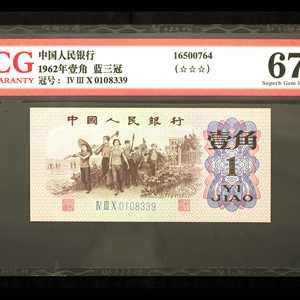 CG
ARANTY
中国人民银行
1962年壹角 蓝三冠
冠号: Ⅳ Ⅲ Ⅹ 0108339
16500764
(☆☆☆)
67
Superb Gem
中国人民银行
壹角
1
YI
JIAO
Ⅳ Ⅲ Ⅹ 0108339